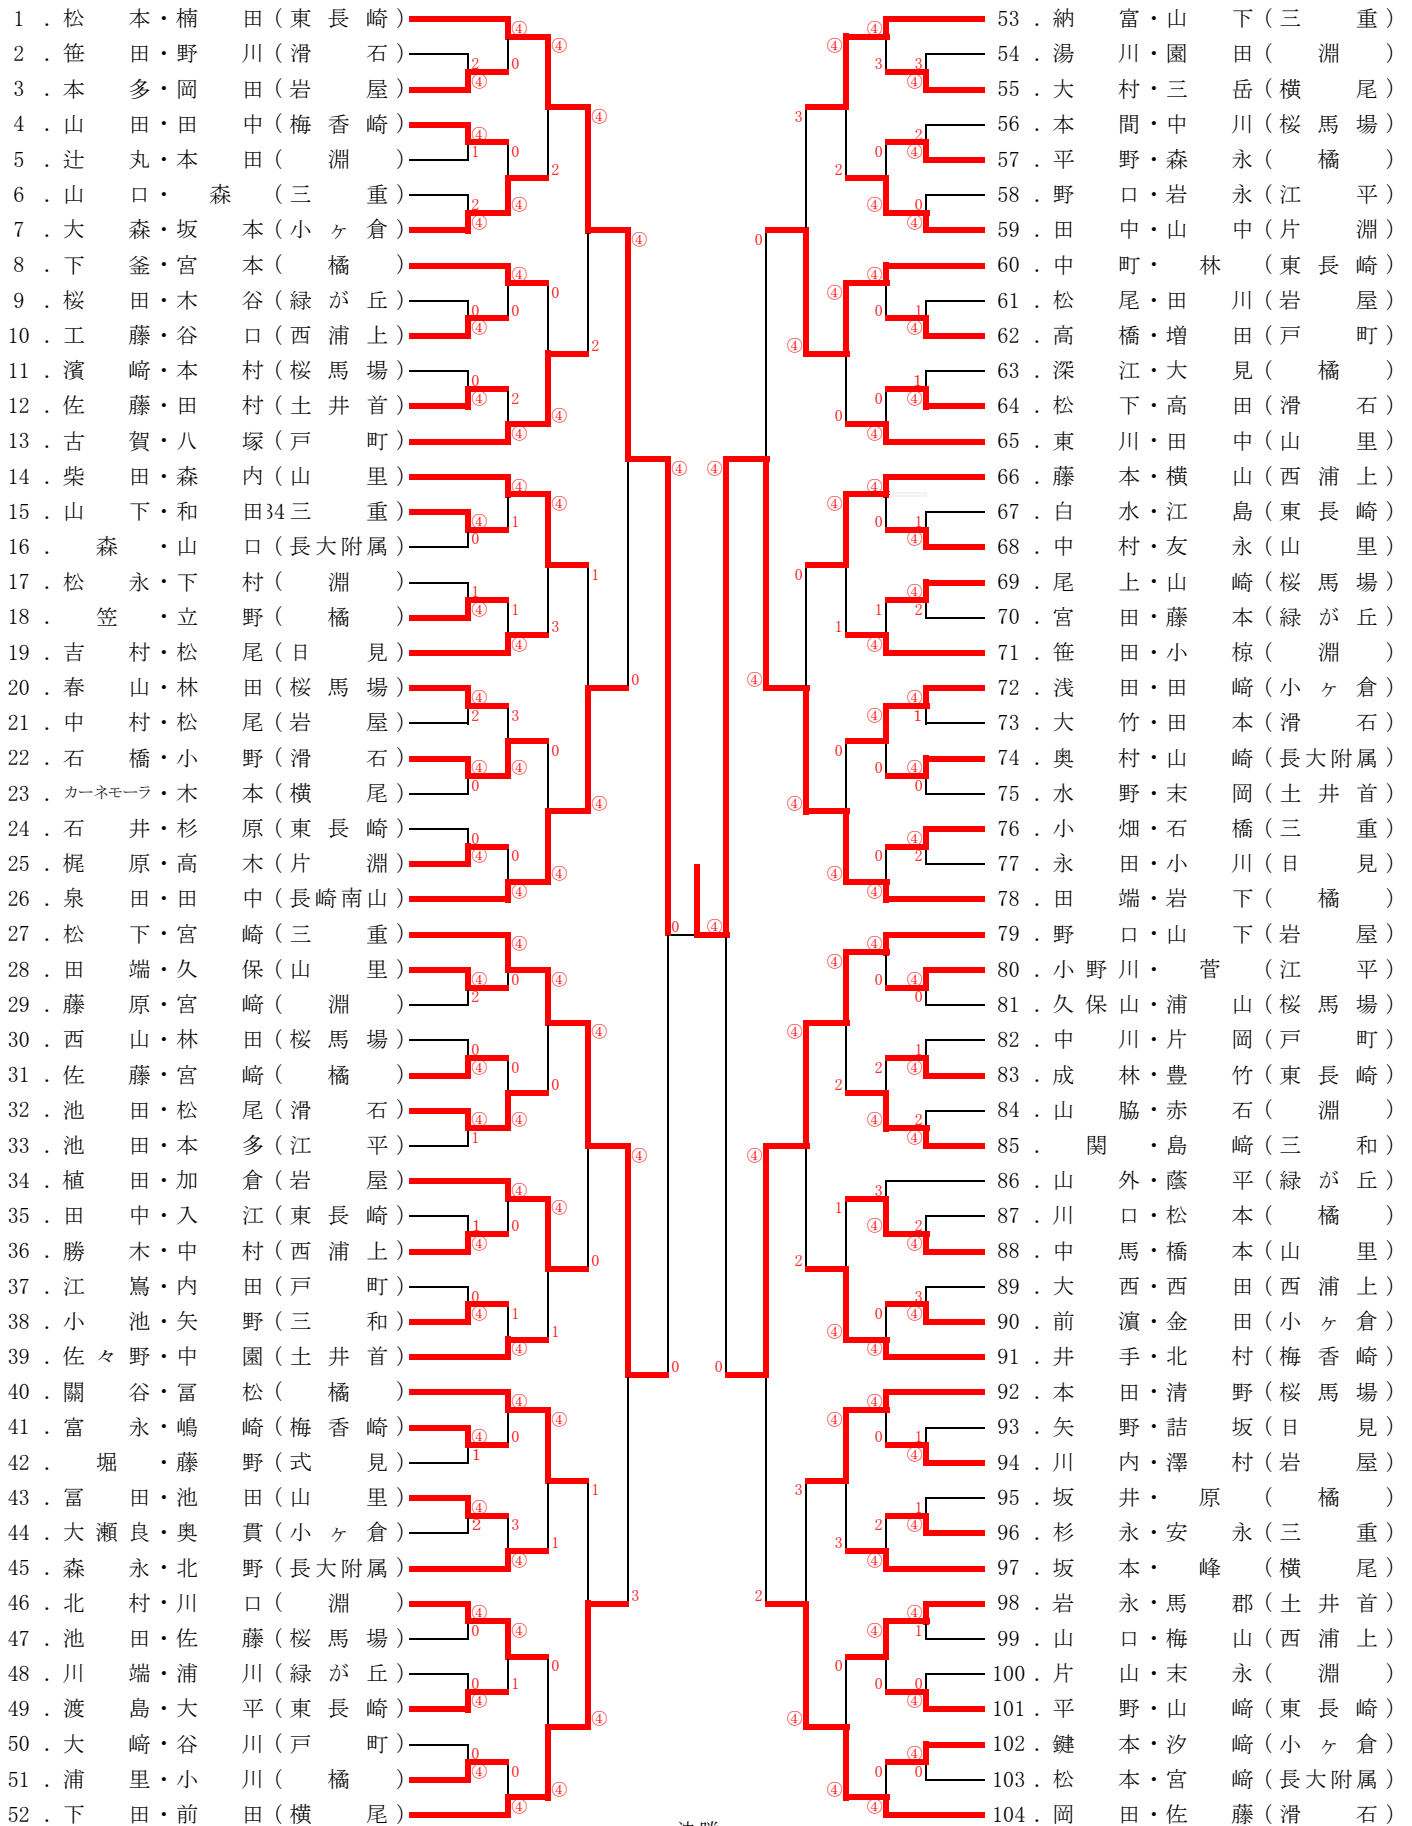 1 . 松 本・楠 田 ( 東 長 崎 )
2 . 笹 田・野 川 ( 滑 石 )
3 . 本 多・岡 田 ( 岩 屋 )
4 . 山 田・田 中 ( 梅 香 崎 )
5 . 辻 丸・本 田 ( 淵 )
6 . 山 口・ 森 ( 三 重 )
7 . 大 森・坂 本 ( 小 ヶ 倉 )
8 . 下 釜・宮 本 ( 橘 )
9 . 桜 田・木 谷 ( 緑 が 丘 )
10 . 工 藤・谷 口 ( 西 浦 上 )
11 . 濱 﨑・本 村 ( 桜 馬 場 )
12 . 佐 藤・田 村 ( 土 井 首 )
13 . 古 賀・八 塚 ( 戸 町 )
14 . 柴 田・森 内 ( 山 里 )
15 . 山 下・和 田34三 重 )
16 . 森 ・山 口 ( 長大附属 )
17 . 松 永・下 村 ( 淵 )
18 . 笠 ・立 野 ( 橘 )
19 . 吉 村・松 尾 ( 日 見 )
20 . 春 山・林 田 ( 桜 馬 場 )
21 . 中 村・松 尾 ( 岩 屋 )
22 . 石 橋・小 野 ( 滑 石 )
23 . カーネモーラ・木 本 ( 横 尾 )
24 . 石 井・杉 原 ( 東 長 崎 )
25 . 梶 原・高 木 ( 片 淵 )
26 . 泉 田・田 中 ( 長崎南山 )
27 . 松 下・宮 崎 ( 三 重 )
28 . 田 端・久 保 ( 山 里 )
29 . 藤 原・宮 﨑 ( 淵 )
30 . 西 山・林 田 ( 桜 馬 場 )
31 . 佐 藤・宮 﨑 ( 橘 )
32 . 池 田・松 尾 ( 滑 石 )
33 . 池 田・本 多 ( 江 平 )
34 . 植 田・加 倉 ( 岩 屋 )
35 . 田 中・入 江 ( 東 長 崎 )
36 . 勝 木・中 村 ( 西 浦 上 )
37 . 江 嶌・内 田 ( 戸 町 )
38 . 小 池・矢 野 ( 三 和 )
39 . 佐 々 野・中 園 ( 土 井 首 )
40 . 關 谷・冨 松 ( 橘 )
41 . 富 永・嶋 崎 ( 梅 香 崎 )
42 . 堀 ・藤 野 ( 式 見 )
43 . 冨 田・池 田 ( 山 里 )
44 . 大 瀬 良・奥 貫 ( 小 ヶ 倉 )
45 . 森 永・北 野 ( 長大附属 )
46 . 北 村・川 口 ( 淵 )
47 . 池 田・佐 藤 ( 桜 馬 場 )
48 . 川 端・浦 川 ( 緑 が 丘 )
49 . 渡 島・大 平 ( 東 長 崎 )
50 . 大 﨑・谷 川 ( 戸 町 )
51 . 浦 里・小 川 ( 橘 )
52 . 下 田・前 田 ( 横 尾 )
53 . 納 富・山 下 ( 三 重 )
54 . 湯 川・園 田 ( 淵 )
55 . 大 村・三 岳 ( 横 尾 )
56 . 本 間・中 川 ( 桜 馬 場 )
57 . 平 野・森 永 ( 橘 )
58 . 野 口・岩 永 ( 江 平 )
59 . 田 中・山 中 ( 片 淵 )
60 . 中 町・ 林 ( 東 長 崎 )
61 . 松 尾・田 川 ( 岩 屋 )
62 . 高 橋・増 田 ( 戸 町 )
63 . 深 江・大 見 ( 橘 )
64 . 松 下・高 田 ( 滑 石 )
65 . 東 川・田 中 ( 山 里 )
66 . 藤 本・横 山 ( 西 浦 上 )
67 . 白 水・江 島 ( 東 長 崎 )
68 . 中 村・友 永 ( 山 里 )
69 . 尾 上・山 崎 ( 桜 馬 場 )
70 . 宮 田・藤 本 ( 緑 が 丘 )
71 . 笹 田・小 椋 ( 淵 )
72 . 浅 田・田 﨑 ( 小 ヶ 倉 )
73 . 大 竹・田 本 ( 滑 石 )
74 . 奥 村・山 崎 ( 長大附属 )
75 . 水 野・末 岡 ( 土 井 首 )
76 . 小 畑・石 橋 ( 三 重 )
77 . 永 田・小 川 ( 日 見 )
78 . 田 端・岩 下 ( 橘 )
79 . 野 口・山 下 ( 岩 屋 )
80 . 小 野 川・ 菅 ( 江 平 )
81 . 久 保 山・浦 山 ( 桜 馬 場 )
82 . 中 川・片 岡 ( 戸 町 )
83 . 成 林・豊 竹 ( 東 長 崎 )
84 . 山 脇・赤 石 ( 淵 )
85 . 関 ・島 﨑 ( 三 和 )
86 . 山 外・蔭 平 ( 緑 が 丘 )
87 . 川 口・松 本 ( 橘 )
88 . 中 馬・橋 本 ( 山 里 )
89 . 大 西・西 田 ( 西 浦 上 )
90 . 前 濵・金 田 ( 小 ヶ 倉 )
91 . 井 手・北 村 ( 梅 香 崎 )
92 . 本 田・清 野 ( 桜 馬 場 )
93 . 矢 野・詰 坂 ( 日 見 )
94 . 川 内・澤 村 ( 岩 屋 )
95 . 坂 井・ 原 ( 橘 )
96 . 杉 永・安 永 ( 三 重 )
97 . 坂 本・ 峰 ( 横 尾 )
98 . 岩 永・馬 郡 ( 土 井 首 )
99 . 山 口・梅 山 ( 西 浦 上 )
100 . 片 山・末 永 ( 淵 )
101 . 平 野・山 﨑 ( 東 長 崎 )
102 . 鍵 本・汐 﨑 ( 小 ヶ 倉 )
103 . 松 本・宮 﨑 ( 長大附属 )
104 . 岡 田・佐 藤 ( 滑 石 )